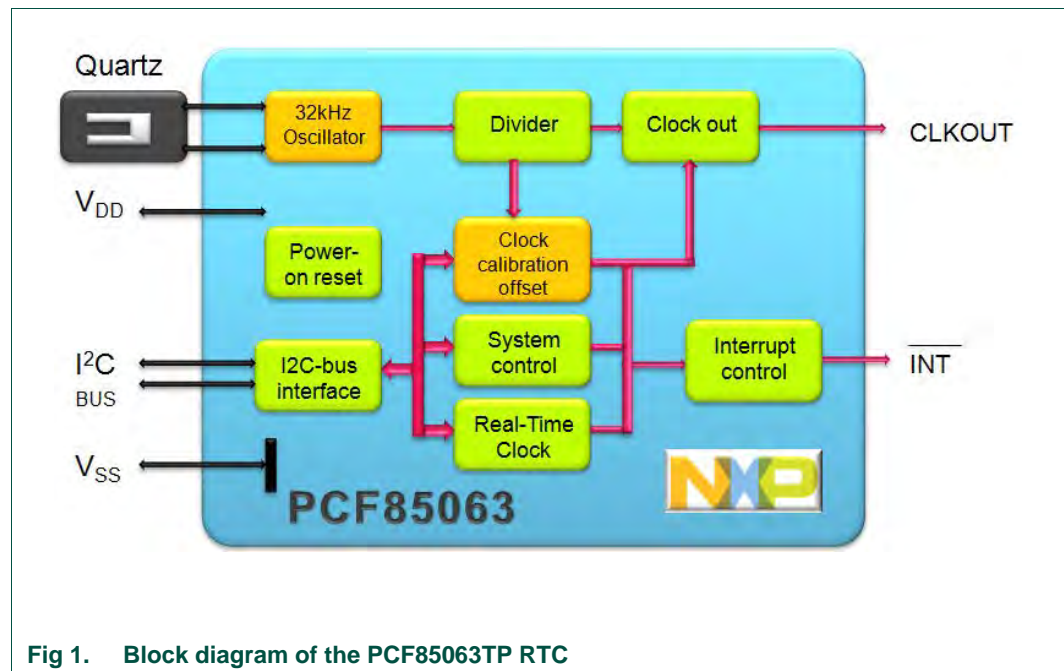 Quartz
32kHz
Oscillator
Divider
Clock out
CLKOUT
VDD
Power-
on reset
Clock
calibration
offset
I²C
BUS
I2C-bus
interface
System
control
Interrupt
control
INT
Real-Time
Clock
VSS
PCF85063
NXP
Fig 1. Block diagram of the PCF85063TP RTC